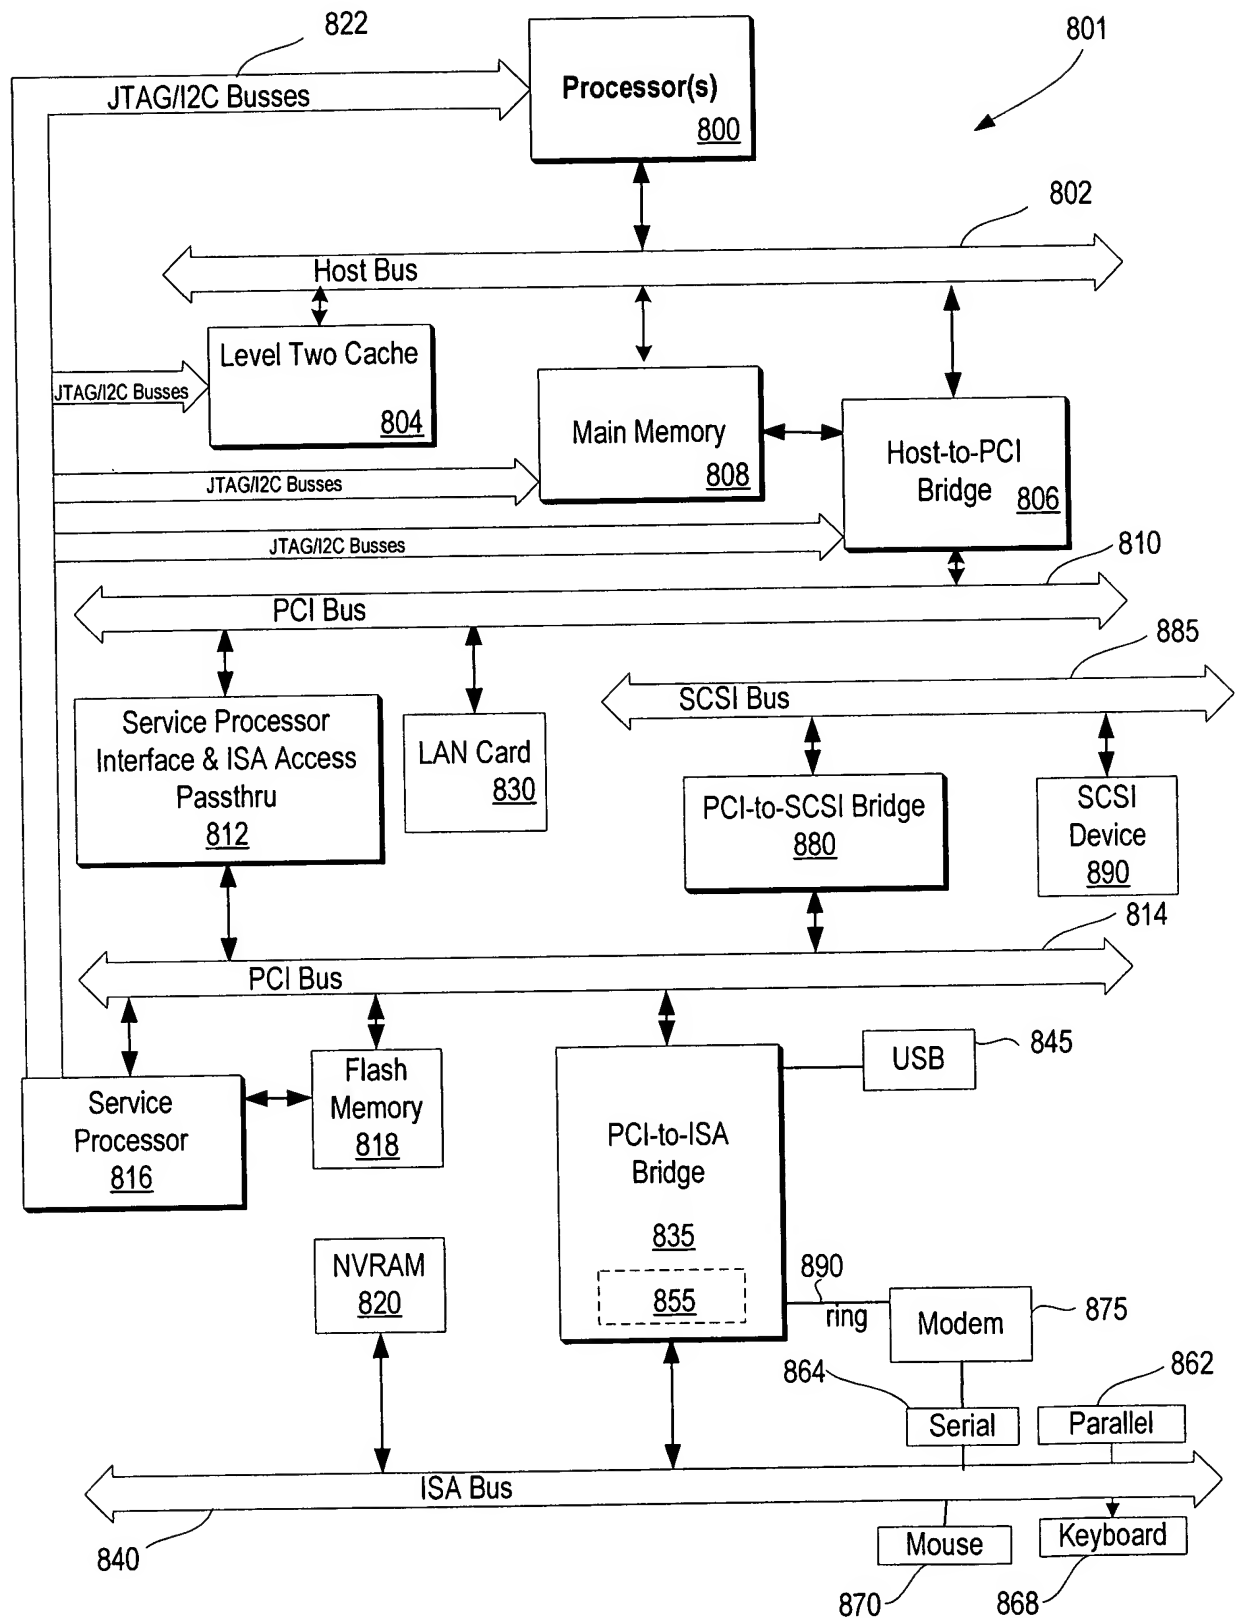 822
801
JTAG/I2C Busses
Processor(s)
800
802
Host Bus
Level Two Cache
804
JTAG/I2C Busses
Main Memory
808
Host-to-PCI
Bridge
806
JTAG/I2C Busses
JTAG/I2C Busses
810
PCI Bus
885
SCSI Bus
Service Processor
Interface & ISA Access
Passthru
812
LAN Card
830
PCI-to-SCSI Bridge
880
SCSI
Device
890
814
PCI Bus
USB
845
Service
Processor
816
Flash
Memory
818
PCI-to-ISA
Bridge
835
855
NVRAM
820
890
ring
Modem
875
864
862
Serial
Parallel
ISA Bus
840
Mouse
Keyboard
870
868